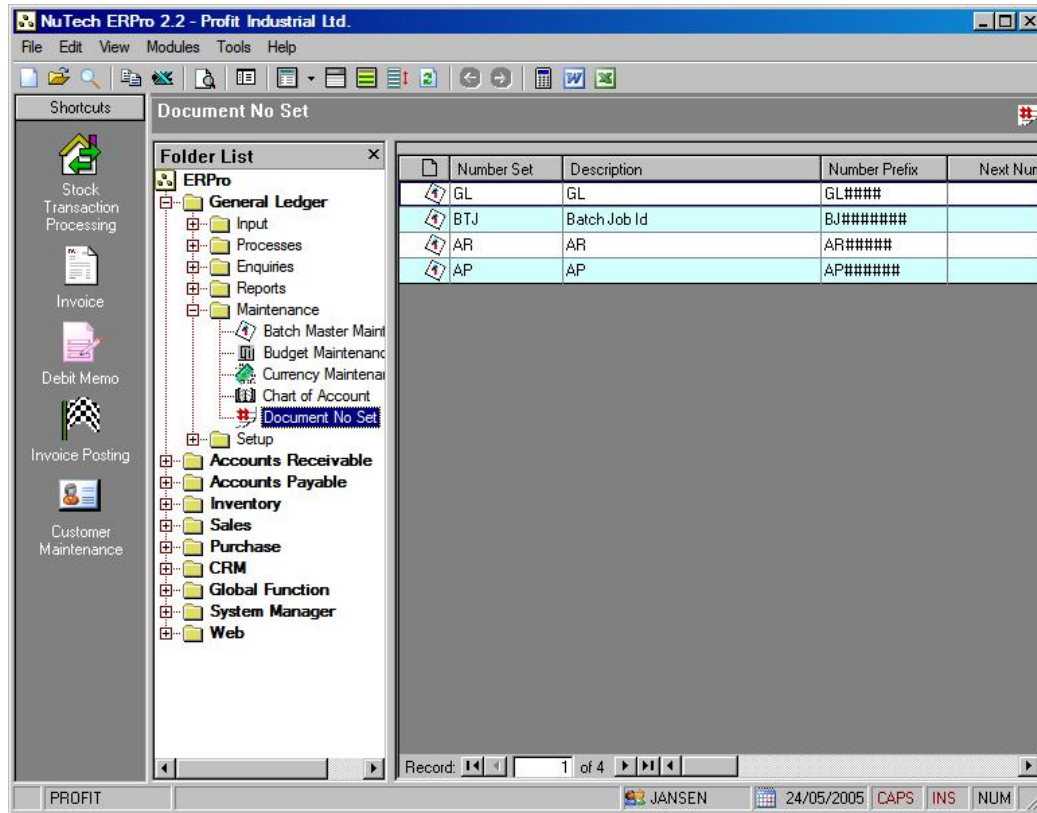 NuTech ERPro 2.2 - Profit Industrial Ltd.
File Edit View Modules Tools Help
Shortcuts
Stock
Transaction
Processing
Invoice
Debit Memo
Invoice Posting
Customer
Maintenance
Document No Set
Folder List
ERPro
General Ledger
Input
Processes
Enquiries
Reports
Maintenance
Batch Master Maint
Budget Maintenanc
Currency Maintenar
Chart of Account
Document No Set
Setup
Accounts Receivable
Accounts Payable
Inventory
Sales
Purchase
CRM
Global Function
System Manager
Web
Number Set Description Number Prefix Next Num
GL GL GL####
BTJ Batch Job Id BJ#######
AR AR AR#####
AP AP AP######
Record: 1 of 4
PROFIT JANSEN 24/05/2005 CAPS INS NUM